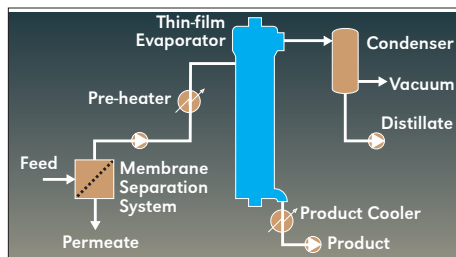 Thin-film
Evaporator
Condenser
Pre-heater
Vacuum
Distillate
Feed
Membrane
Separation
System
Product Cooler
Permeate
Product